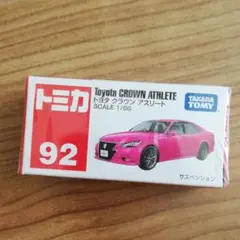 トミカ
92
Toyota CROWN ATHLETE
トヨタ クラウン アスリート
SCALE 1/66
TAKARA
TOMY
サスペンション